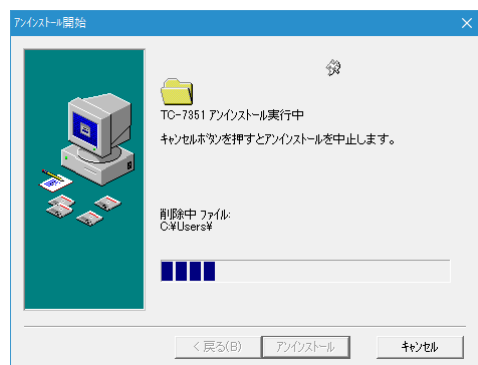 ｱﾝｲﾝｽﾄｰﾙ開始
TC-7351 ｱﾝｲﾝｽﾄｰﾙ実行中
ｷｬﾝｾﾙﾎﾞﾀﾝを押すとｱﾝｲﾝｽﾄｰﾙを中止します。
削除中 ﾌｧｲﾙ:
C:¥Users¥
< 戻る(B)
ｱﾝｲﾝｽﾄｰﾙ
ｷｬﾝｾﾙ